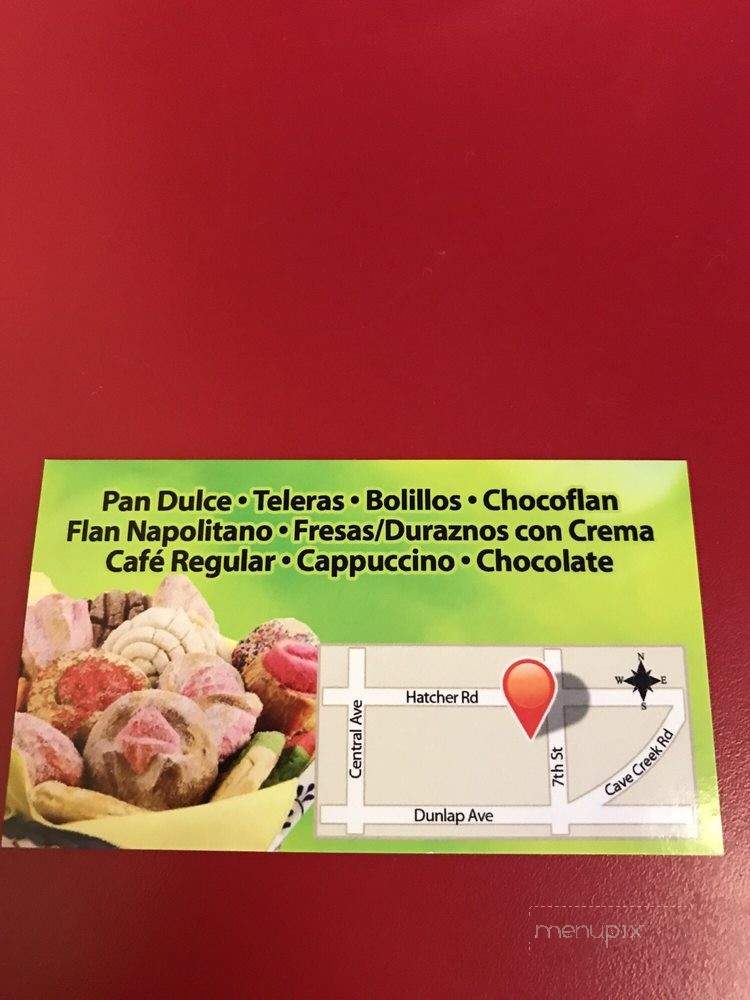 Pan Dulce • Teleras • Bolillos • Chocoflan
Flan Napolitano • Fresas/Duraznos con Crema
Café Regular • Cappuccino • Chocolate
N
W E
S
Hatcher Rd
Central Ave
7th St
Cave Creek Rd
Dunlap Ave
menupix